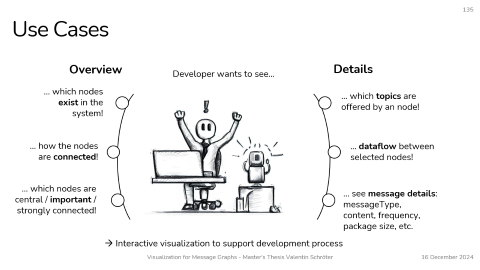 135
Use Cases
Overview
Developer wants to see...
Details
... which nodes
exist in the
system!
... how the nodes
are connected!
... which nodes are
central / important /
strongly connected!
... which topics are
offered by an node!
... dataflow between
selected nodes!
... see message details:
messageType,
content, frequency,
package size, etc.
→ Interactive visualization to support development process
Visualization for Message Graphs - Master's Thesis Valentin Schröter
16 December 2024